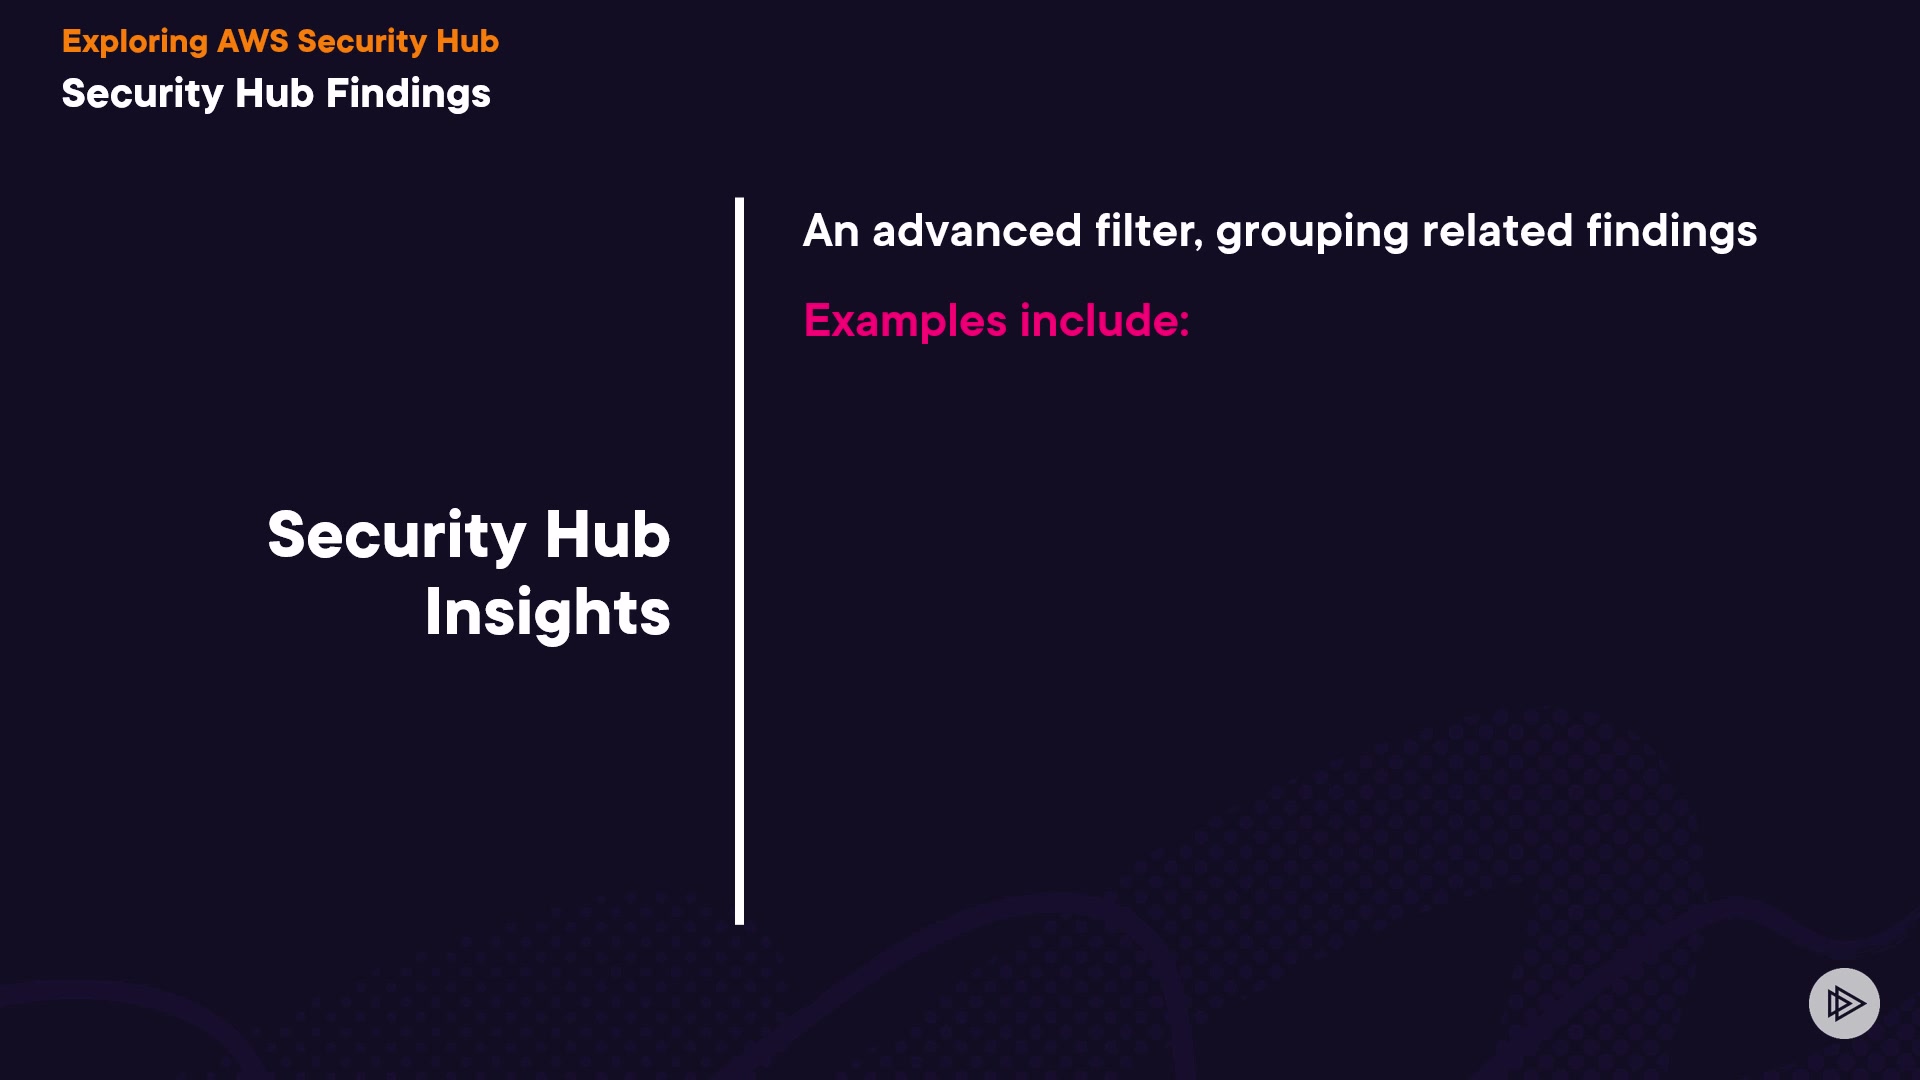 Exploring AWS Security Hub
Security Hub Findings
Security Hub
Insights
An advanced filter, grouping related findings
Examples include: